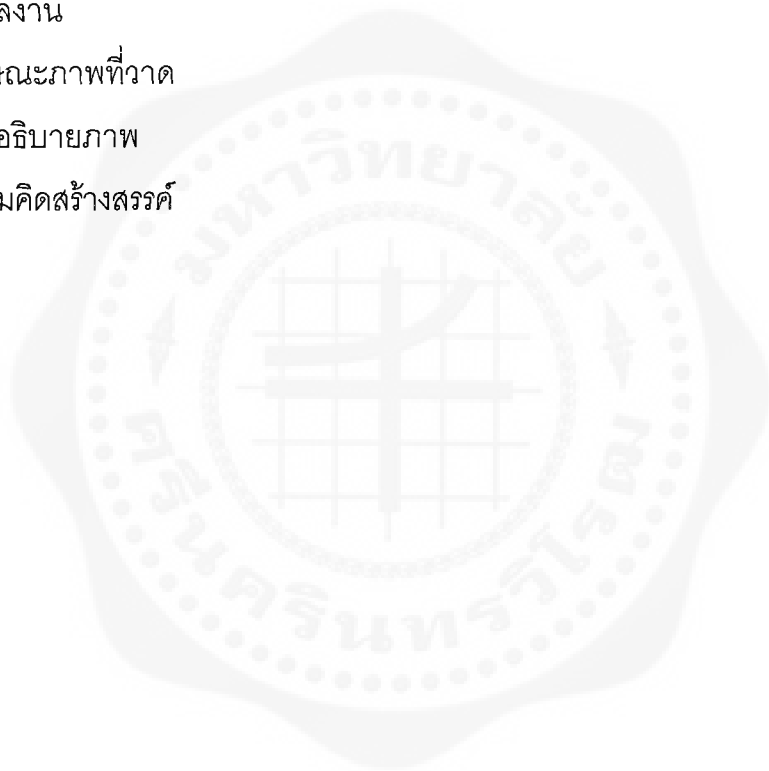 ลงาน
ษณะภาพที่วาด
อธิบายภาพ
มคิดสร้างสรรค์
มหาวิทยาลัย
ศรีนครินทรวิโรฒ